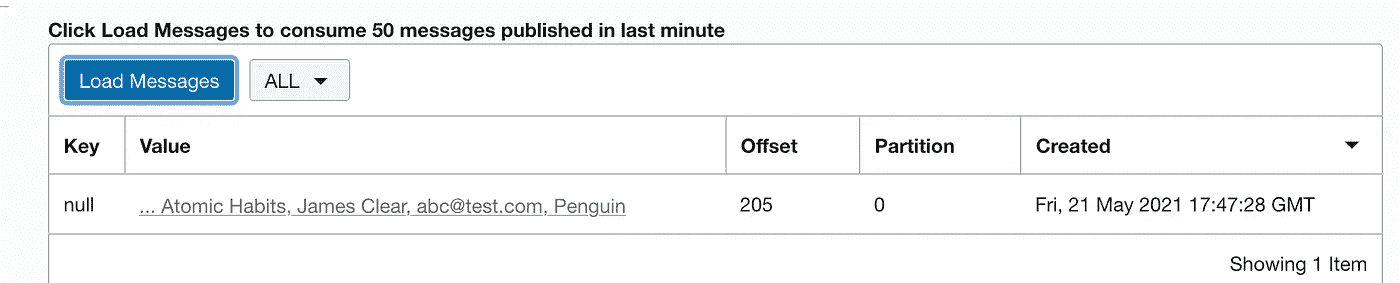 Click Load Messages to consume 50 messages published in last minute
Load Messages ALL
Key Value Offset Partition Created
null ... Atomic Habits, James Clear, abc@test.com, Penguin 205 0 Fri, 21 May 2021 17:47:28 GMT
Showing 1 Item